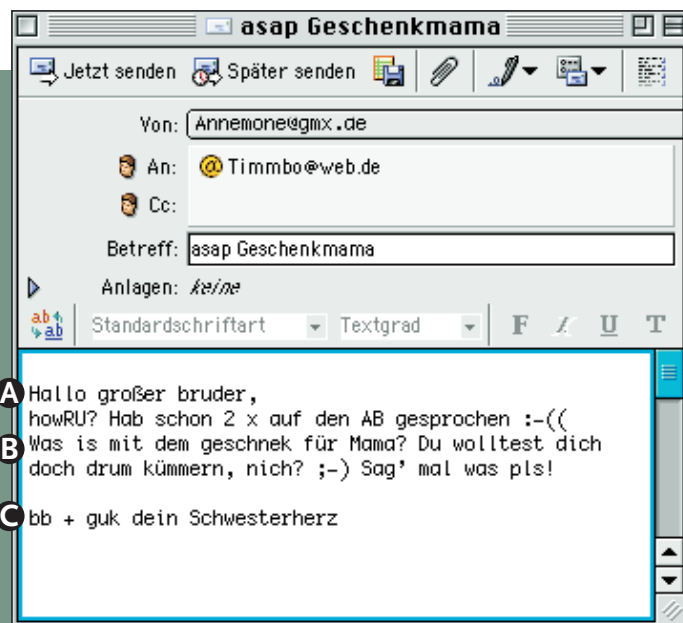 asap Geschenkmama
Jetzt senden Später senden
Von: Annemone@gmx.de
An: @ Timmbo@web.de
Cc:
Betreff: asap Geschenkmama
Anlagen: keine
ab ab Standardschriftart Textgrad F K U T
A Hallo großer bruder,
howRU? Hab schon 2 x auf den AB gesprochen :-((
B Was is mit dem geschnek für Mama? Du wolltest dich
doch drum kümmern, nich? ;-) Sag' mal was pls!
C bb + guk dein Schwesterherz